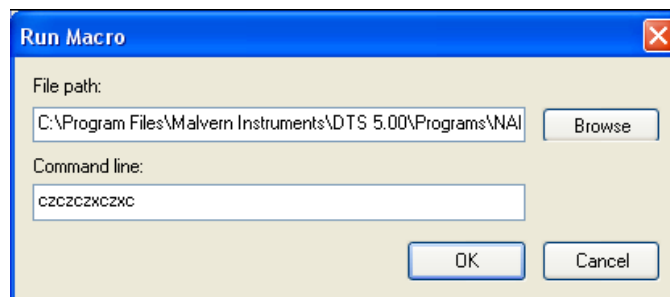 Run Macro
File path:
C:\Program Files\Malvern Instruments\DTS 5.00\Programs\NAI
Browse
Command line:
czczczxczxc
OK
Cancel